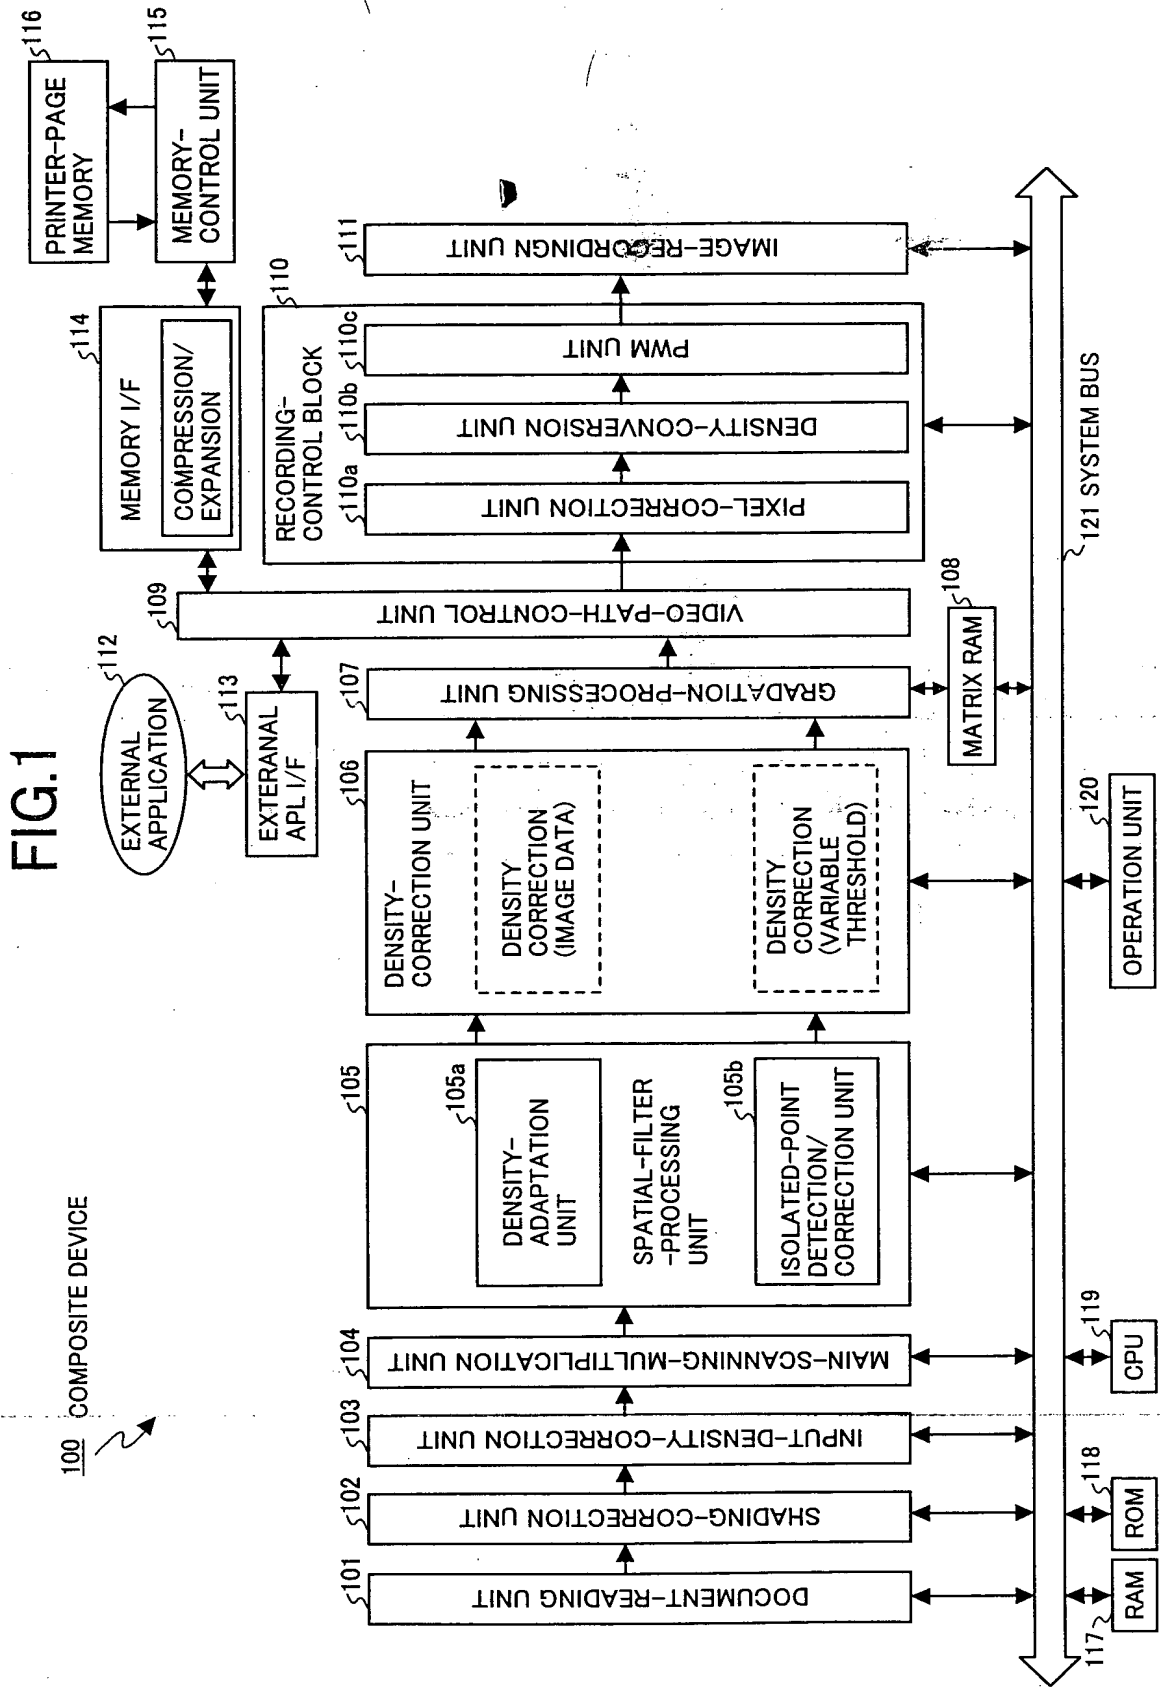 FIG.1
100
COMPOSITE DEVICE
101
DOCUMENT-READING UNIT
102
SHADING-CORRECTION UNIT
103
INPUT-DENSITY-CORRECTION UNIT
104
MAIN-SCANNING-MULTIPLICATION UNIT
105
105a
DENSITY-
ADAPTATION
UNIT
SPATIAL-FILTER
-PROCESSING
UNIT
105b
ISOLATED-POINT
DETECTION/
CORRECTION UNIT
106
DENSITY-
CORRECTION UNIT
DENSITY
CORRECTION
(IMAGE DATA)
DENSITY
CORRECTION
(VARIABLE
THRESHOLD)
107
GRADATION-PROCESSING UNIT
MATRIX RAM
108
109
VIDEO-PATH-CONTROL UNIT
EXTERNAL
APPLICATION
112
EXTERANAL
APL I/F
113
MEMORY I/F
114
COMPRESSION/
EXPANSION
MEMORY-
CONTROL UNIT
115
PRINTER-PAGE
MEMORY
116
RECORDING-
CONTROL BLOCK
110
110a
PIXEL-CORRECTION UNIT
110b
DENSITY-CONVERSION UNIT
110c
PWM UNIT
111
IMAGE-RECORDINGN UNIT
121 SYSTEM BUS
117
RAM
ROM
118
CPU
119
OPERATION UNIT
120